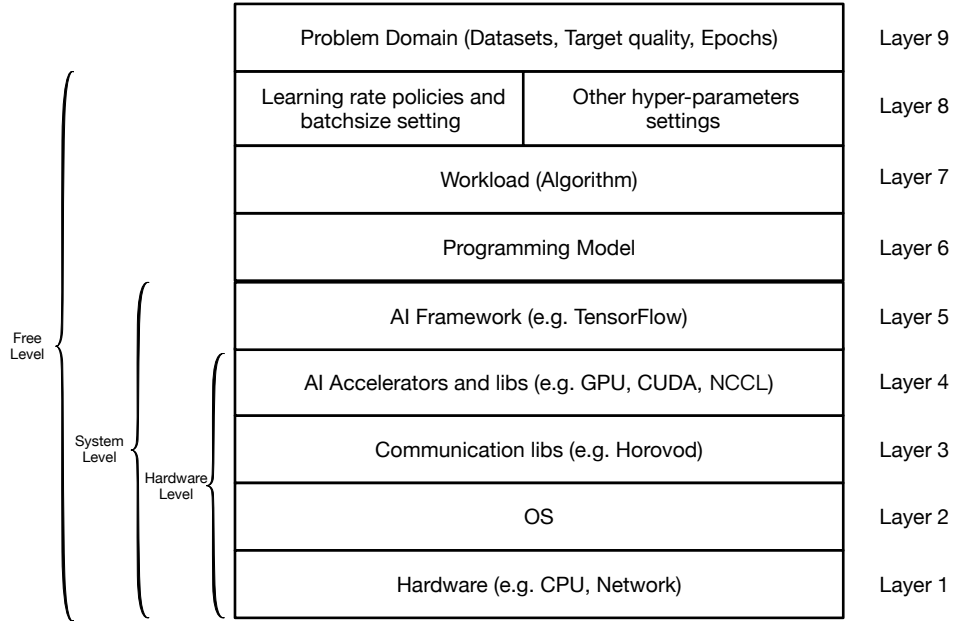 Problem Domain (Datasets, Target quality, Epochs)
Layer 9
Learning rate policies and
batchsize setting
Other hyper-parameters
settings
Layer 8
Workload (Algorithm)
Layer 7
Programming Model
Layer 6
AI Framework (e.g. TensorFlow)
Layer 5
Free
Level
AI Accelerators and libs (e.g. GPU, CUDA, NCCL)
Layer 4
System
Level
Communication libs (e.g. Horovod)
Layer 3
Hardware
Level
OS
Layer 2
Hardware (e.g. CPU, Network)
Layer 1